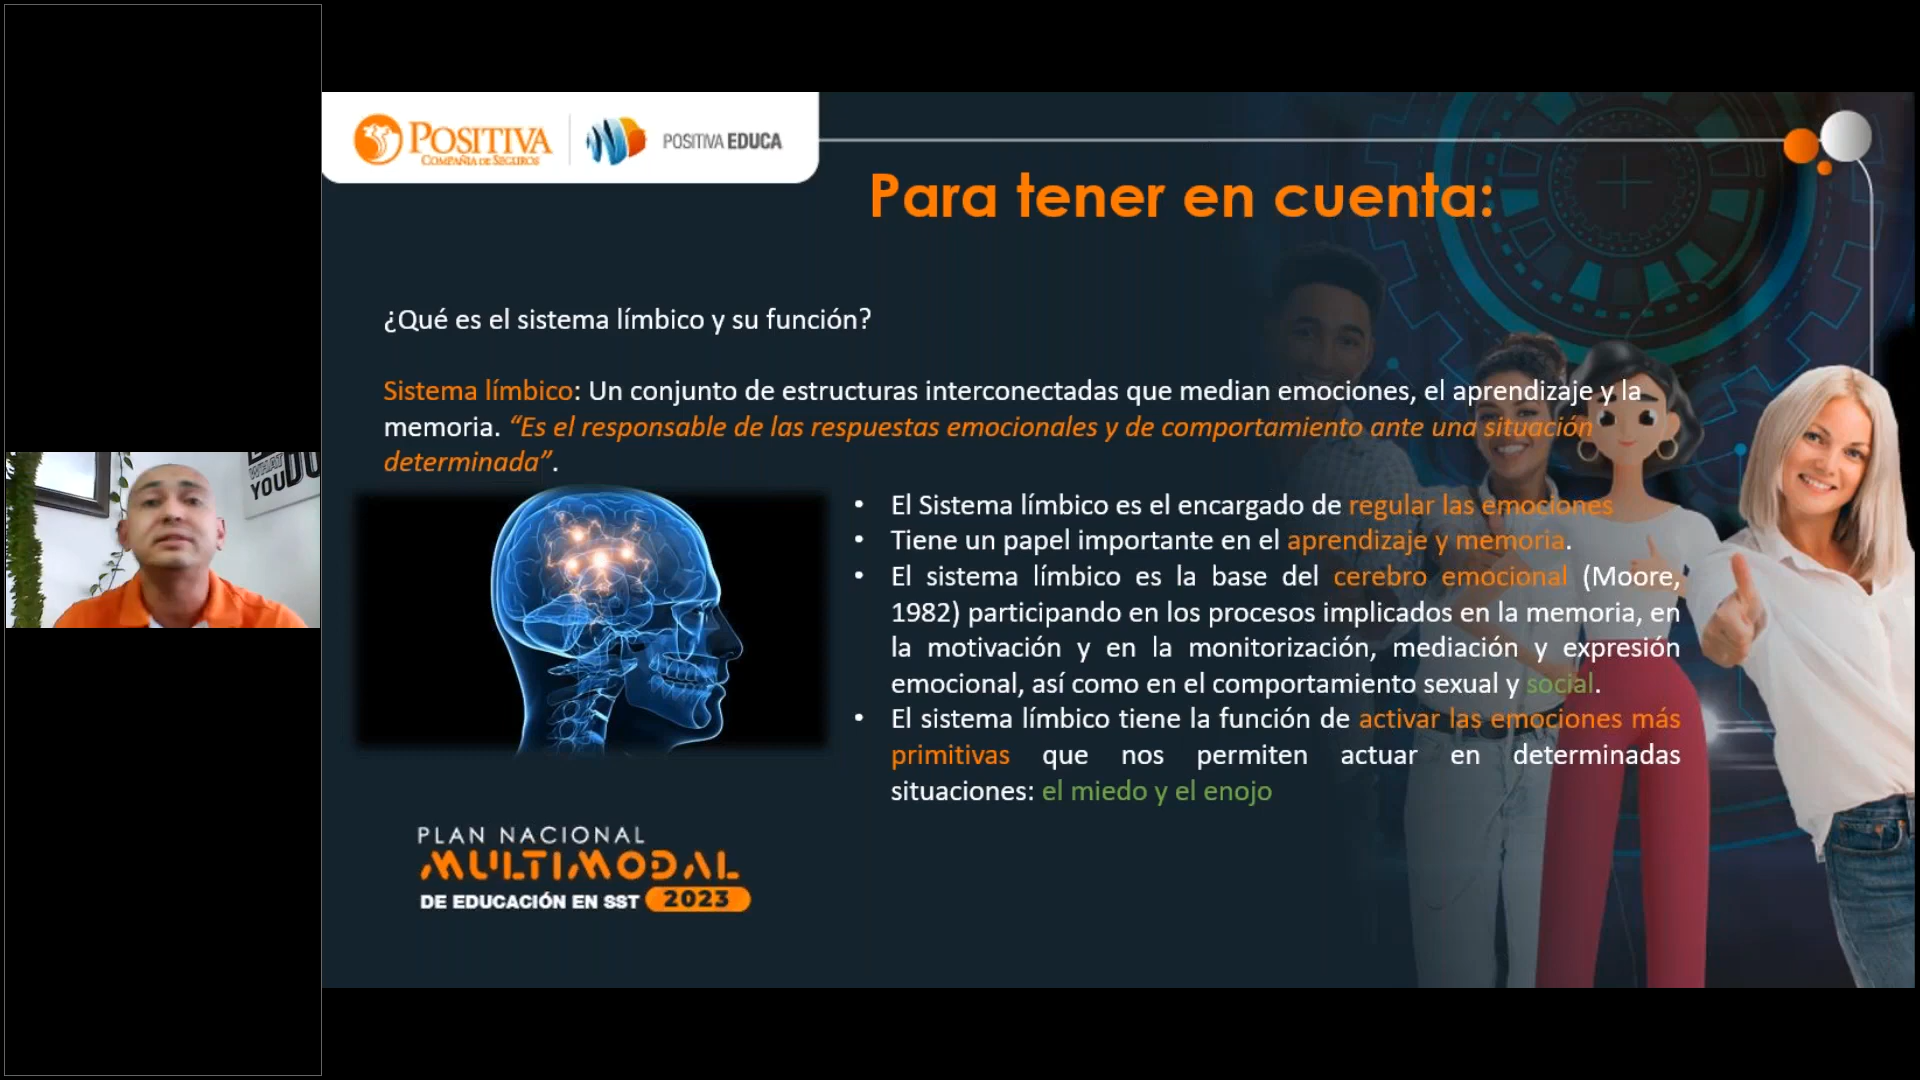 POSITIVA
COMPAÑIA DE SEGUROS
POSITIVA EDUCA
Para tener en cuenta:
¿Qué es el sistema límbico y su función?
Sistema límbico: Un conjunto de estructuras interconectadas que median emociones, el aprendizaje y la
memoria. “Es el responsable de las respuestas emocionales y de comportamiento ante una situación
determinada”.
• El Sistema límbico es el encargado de regular las emociones
• Tiene un papel importante en el aprendizaje y memoria.
• El sistema límbico es la base del cerebro emocional (Moore,
1982) participando en los procesos implicados en la memoria, en
la motivación y en la monitorización, mediación y expresión
emocional, así como en el comportamiento sexual y social.
• El sistema límbico tiene la función de activar las emociones más
primitivas que nos permiten actuar en determinadas
situaciones: el miedo y el enojo
PLAN NACIONAL
MULTIMODAL
DE EDUCACIÓN EN SST 2023
WHAT
YOU DO